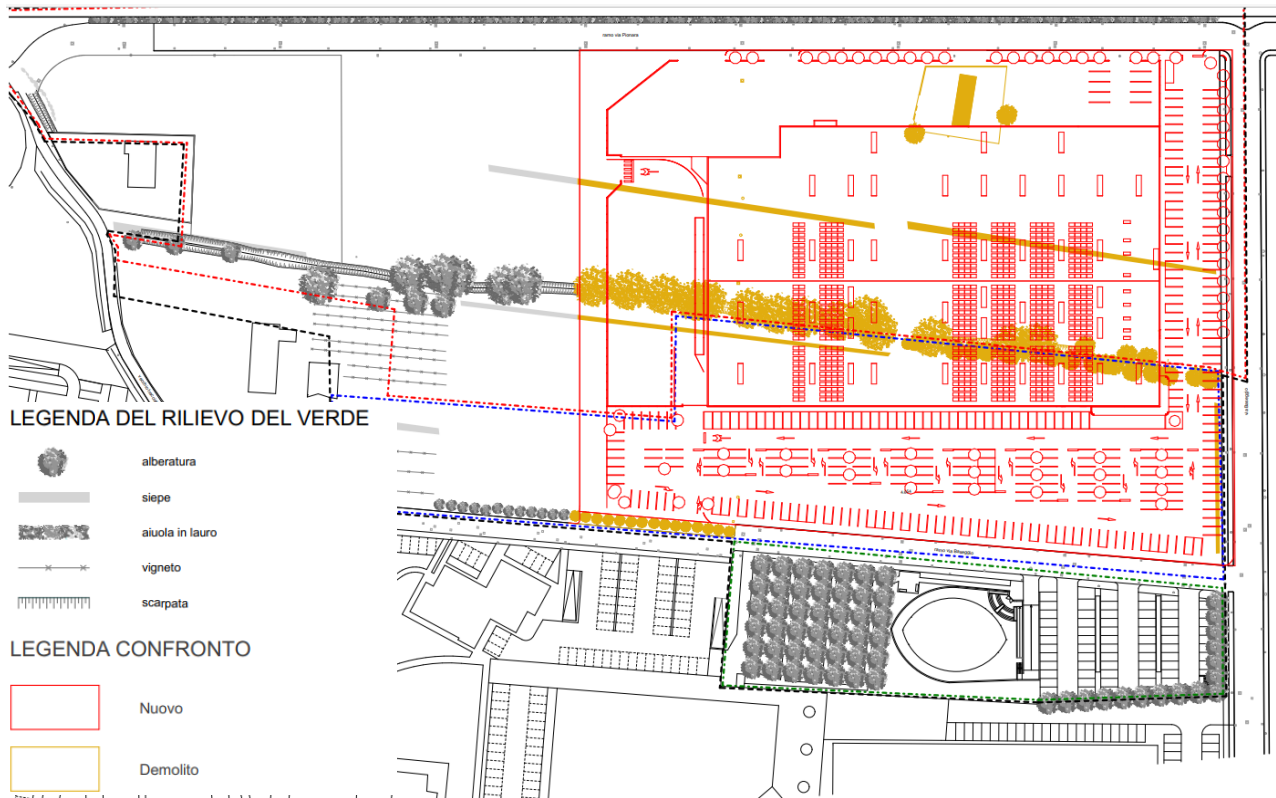 LEGENDA DEL RILIEVO DEL VERDE
alberatura
siepe
aiuola in lauro
vigneto
scarpata
LEGENDA CONFRONTO
Nuovo
Demolito